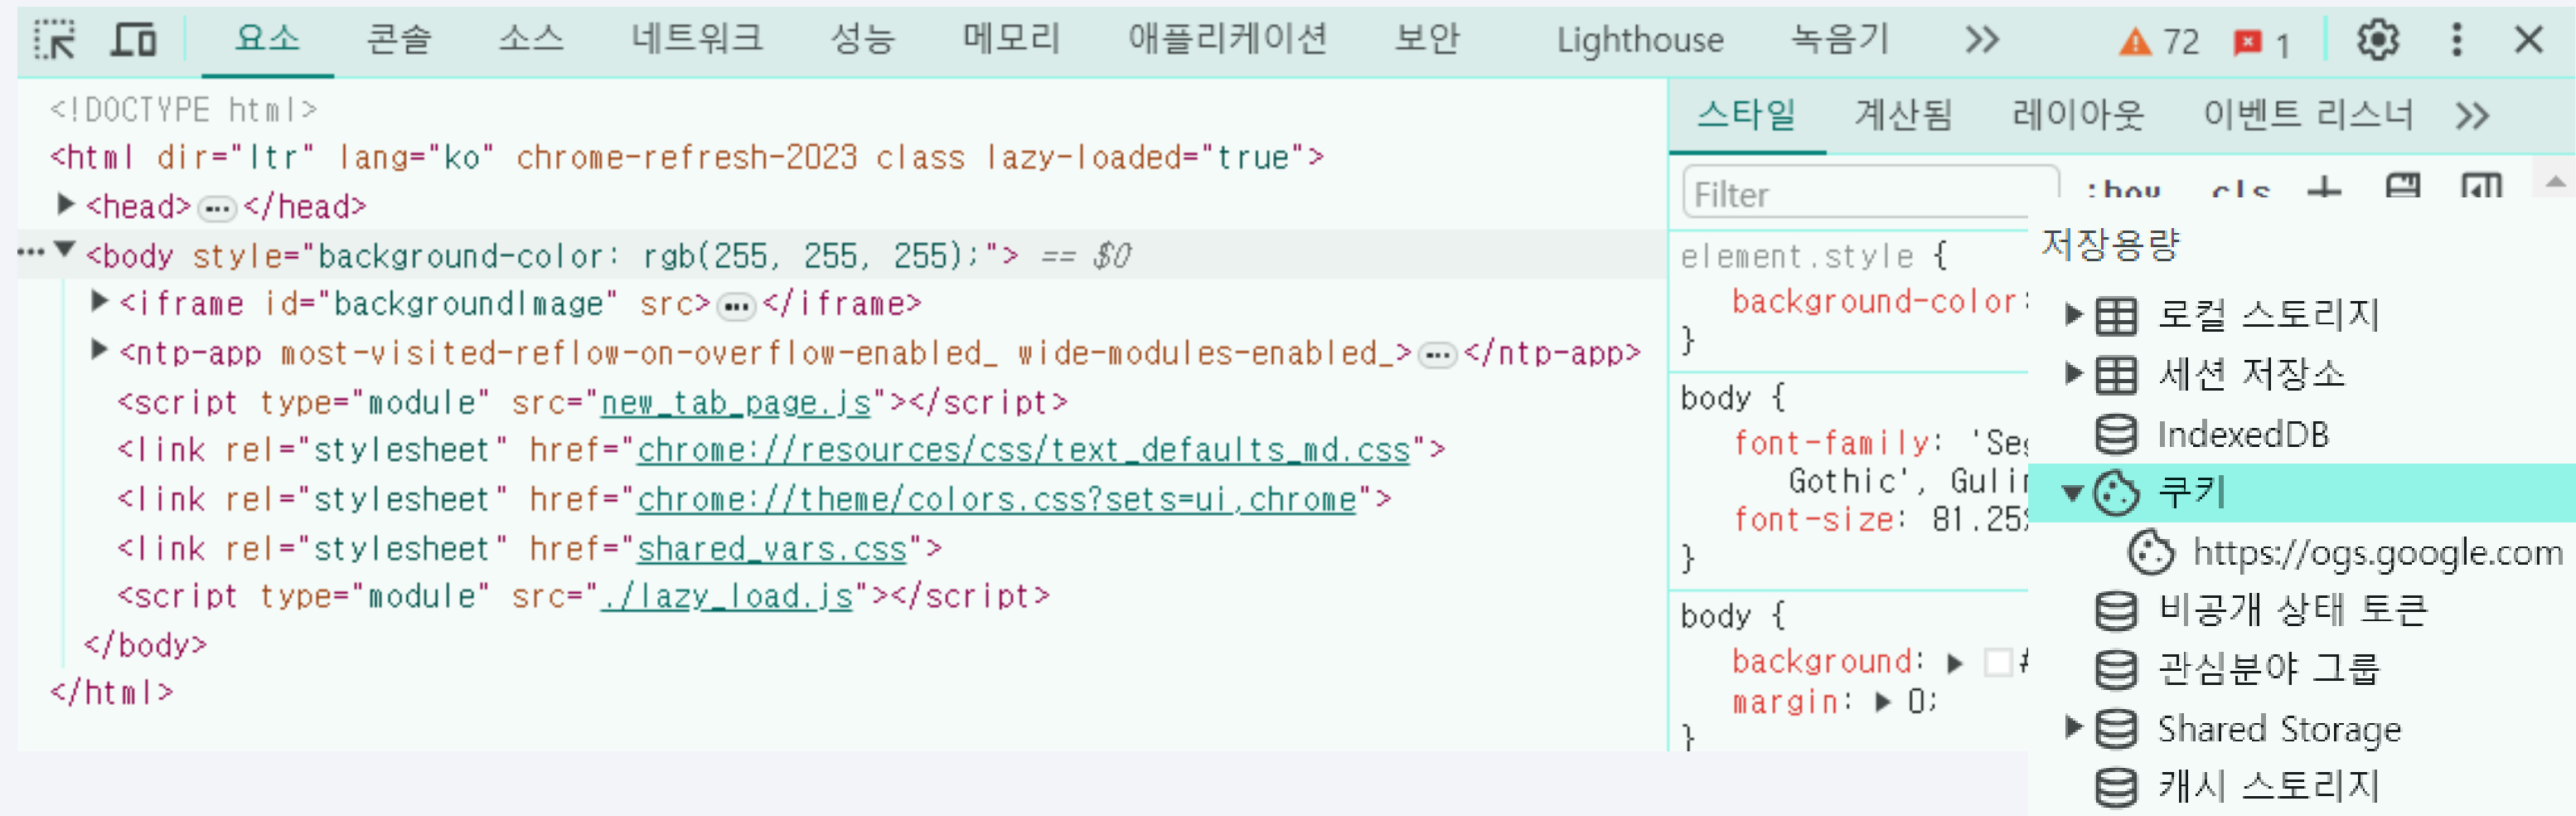 요소 콘솔 소스 네트워크 성능 메모리 애플리케이션 보안 Lighthouse 녹음기 72 1
<!DOCTYPE html>
<html dir="ltr" lang="ko" chrome-refresh-2023 class lazy-loaded="true">
<head>…</head>
<body style="background-color: rgb(255, 255, 255);"> == $0
<iframe id="backgroundImage" src>…</iframe>
<ntp-app most-visited-reflow-on-overflow-enabled_ wide-modules-enabled_>…</ntp-app>
<script type="module" src="new_tab_page.js"></script>
<link rel="stylesheet" href="chrome://resources/css/text_defaults_md.css">
<link rel="stylesheet" href="chrome://theme/colors.css?sets=ui,chrome">
<link rel="stylesheet" href="shared_vars.css">
<script type="module" src="./lazy_load.js"></script>
</body>
</html>
스타일 계산됨 레이아웃 이벤트 리스너
Filter :hov .cls
element.style {
background-color:
}
body {
font-family: 'Seg
Gothic', Gulim
font-size: 81.25%
}
body {
background: #
margin: 0;
}
저장용량
로컬 스토리지
세션 저장소
IndexedDB
쿠키
https://ogs.google.com
비공개 상태 토큰
관심분야 그룹
Shared Storage
캐시 스토리지